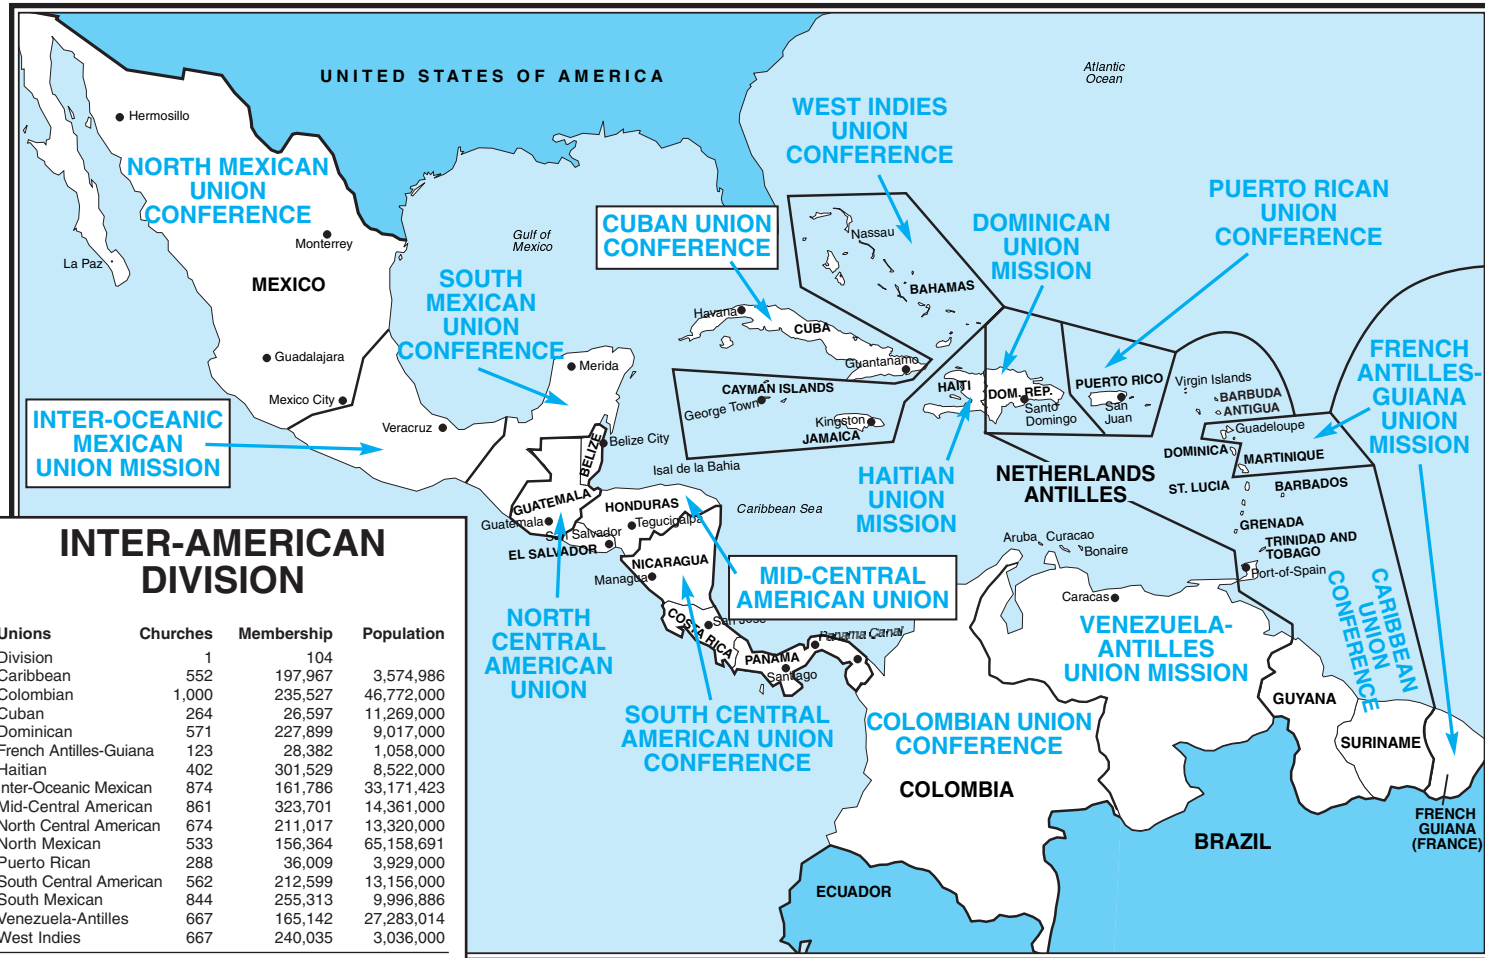 UNITED STATES OF AMERICA
Atlantic
Ocean
Hermosillo
NORTH MEXICAN
UNION
CONFERENCE
Monterrey
La Paz
MEXICO
Gulf of
Mexico
Guadalajara
Mexico City
Veracruz
INTER-OCEANIC
MEXICAN
UNION MISSION
SOUTH
MEXICAN
UNION
CONFERENCE
Merida
CUBAN UNION
CONFERENCE
WEST INDIES
UNION
CONFERENCE
Nassau
BAHAMAS
Havana
CUBA
Guantanamo
DOMINICAN
UNION
MISSION
PUERTO RICAN
UNION
CONFERENCE
FRENCH
ANTILLES-
GUIANA
UNION
MISSION
CAYMAN ISLANDS
George Town
Kingston
JAMAICA
HAITI
DOM. REP.
Santo
Domingo
PUERTO RICO
San
Juan
Virgin Islands
BARBUDA
ANTIGUA
Guadeloupe
DOMINICA
MARTINIQUE
ST. LUCIA
BARBADOS
GRENADA
TRINIDAD AND
TOBAGO
Port-of-Spain
NETHERLANDS
ANTILLES
HAITIAN
UNION
MISSION
Belize City
BELIZE
Isal de la Bahia
Caribbean Sea
GUATEMALA
Guatemala
HONDURAS
Tegucigalpa
San Salvador
EL SALVADOR
NICARAGUA
Managua
COSTA RICA
San Jose
PANAMA
Panama Canal
Santiago
MID-CENTRAL
AMERICAN UNION
NORTH
CENTRAL
AMERICAN
UNION
SOUTH CENTRAL
AMERICAN UNION
CONFERENCE
Aruba
Curacao
Bonaire
Caracas
VENEZUELA-
ANTILLES
UNION MISSION
CARIBBEAN
UNION
CONFERENCE
COLOMBIAN UNION
CONFERENCE
COLOMBIA
GUYANA
SURINAME
FRENCH
GUIANA
(FRANCE)
BRAZIL
ECUADOR
INTER-AMERICAN
DIVISION
Unions Churches Membership Population
Division 1 104
Caribbean 552 197,967 3,574,986
Colombian 1,000 235,527 46,772,000
Cuban 264 26,597 11,269,000
Dominican 571 227,899 9,017,000
French Antilles-Guiana 123 28,382 1,058,000
Haitian 402 301,529 8,522,000
Inter-Oceanic Mexican 874 161,786 33,171,423
Mid-Central American 861 323,701 14,361,000
North Central American 674 211,017 13,320,000
North Mexican 533 156,364 65,158,691
Puerto Rican 288 36,009 3,929,000
South Central American 562 212,599 13,156,000
South Mexican 844 255,313 9,996,886
Venezuela-Antilles 667 165,142 27,283,014
West Indies 667 240,035 3,036,000